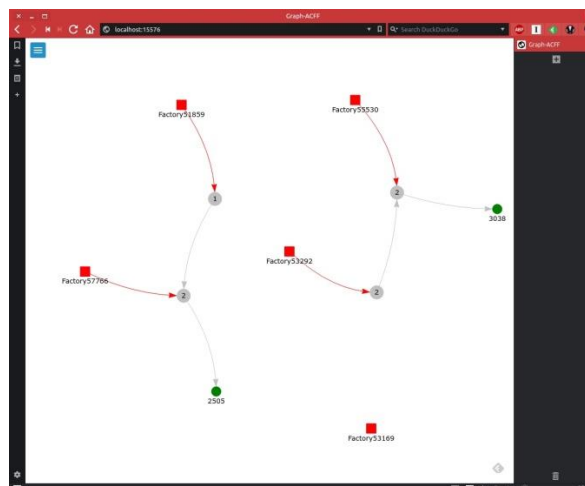 Graph-ACFF
localhost:15576
Search DuckDuckGo
ABP
Graph-ACFF
Factory51859
Factory55530
1
2
3038
Factory53292
Factory57766
2
2
2505
Factory53169